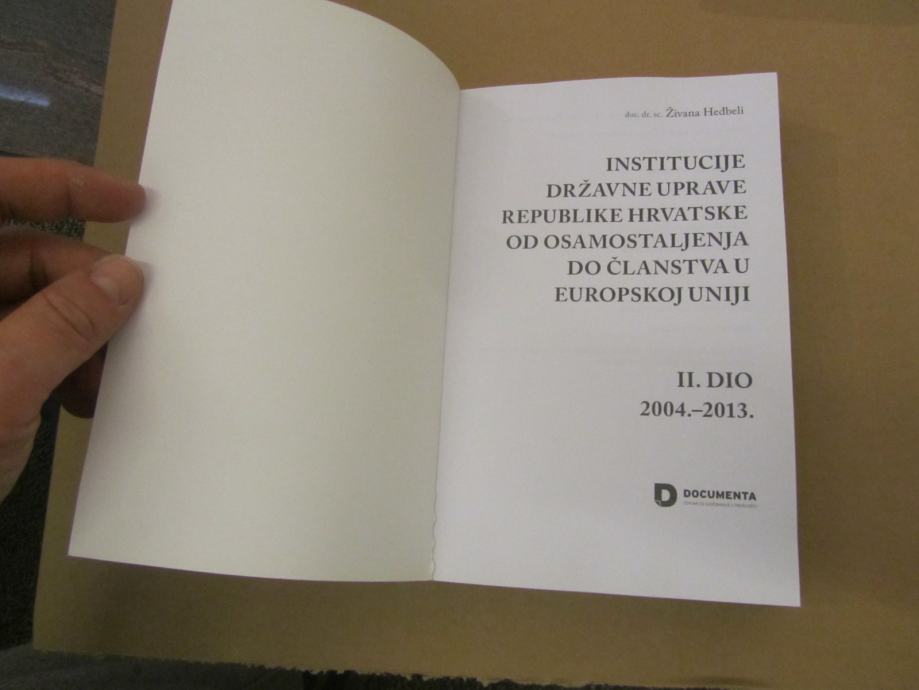 doc. dr. sc. Živana Heđbeli
INSTITUCIJE
DRŽAVNE UPRAVE
REPUBLIKE HRVATSKE
OD OSAMOSTALJENJA
DO ČLANSTVA U
EUROPSKOJ UNIJI
II. DIO
2004.–2013.
DOCUMENTA